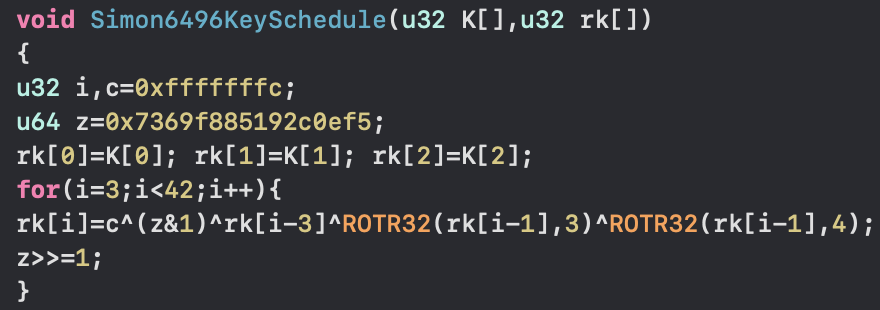 void Simon6496KeySchedule(u32 K[],u32 rk[])
{
u32 i,c=0xfffffffc;
u64 z=0x7369f885192c0ef5;
rk[0]=K[0]; rk[1]=K[1]; rk[2]=K[2];
for(i=3;i<42;i++){
rk[i]=c^(z&1)^rk[i-3]^ROTR32(rk[i-1],3)^ROTR32(rk[i-1],4);
z>>=1;
}